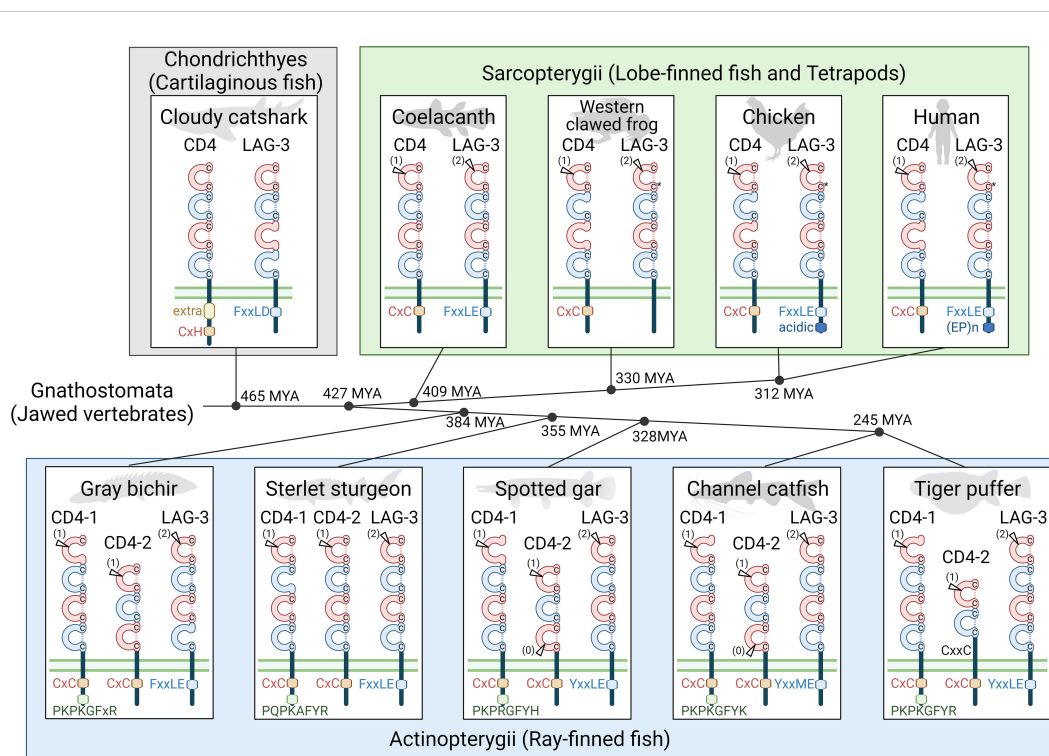 Chondrichthyes
(Cartilaginous fish)
Sarcopterygii (Lobe-finned fish and Tetrapods)
Cloudy catshark
CD4 LAG-3
extra
CxH
FxxLD
Coelacanth
CD4 LAG-3
(1) (2)
CxC FxxLE
Western
clawed frog
CD4 LAG-3
(1) (2)
*
CxC
Chicken
CD4 LAG-3
(1) (2)
*
CxC FxxLE
acidic
Human
CD4 LAG-3
(1) (2)
*
CxC FxxLE
(EP)n
Gnathostomata
(Jawed vertebrates)
465 MYA
427 MYA
409 MYA
330 MYA
312 MYA
384 MYA
355 MYA
328MYA
245 MYA
Gray bichir
CD4-1 LAG-3
(1) (2)
CD4-2
(1)
CxC CxC FxxLE
PKPKGFxR
Sterlet sturgeon
CD4-1 CD4-2 LAG-3
(1) (1) (2)
CxC CxC FxxLE
PQPKAFYR
Spotted gar
CD4-1 LAG-3
(1) (2)
CD4-2
(1)
(0)
CxC CxC YxxLE
PKPRGFYH
Channel catfish
CD4-1 LAG-3
(1) (2)
CD4-2
(1)
(0)
CxC CxC YxxME
PKPKGFYK
Tiger puffer
CD4-1 LAG-3
(1) (2)
CD4-2
(1)
CxxC
CxC CxC YxxLE
PKPKGFYR
Actinopterygii (Ray-finned fish)